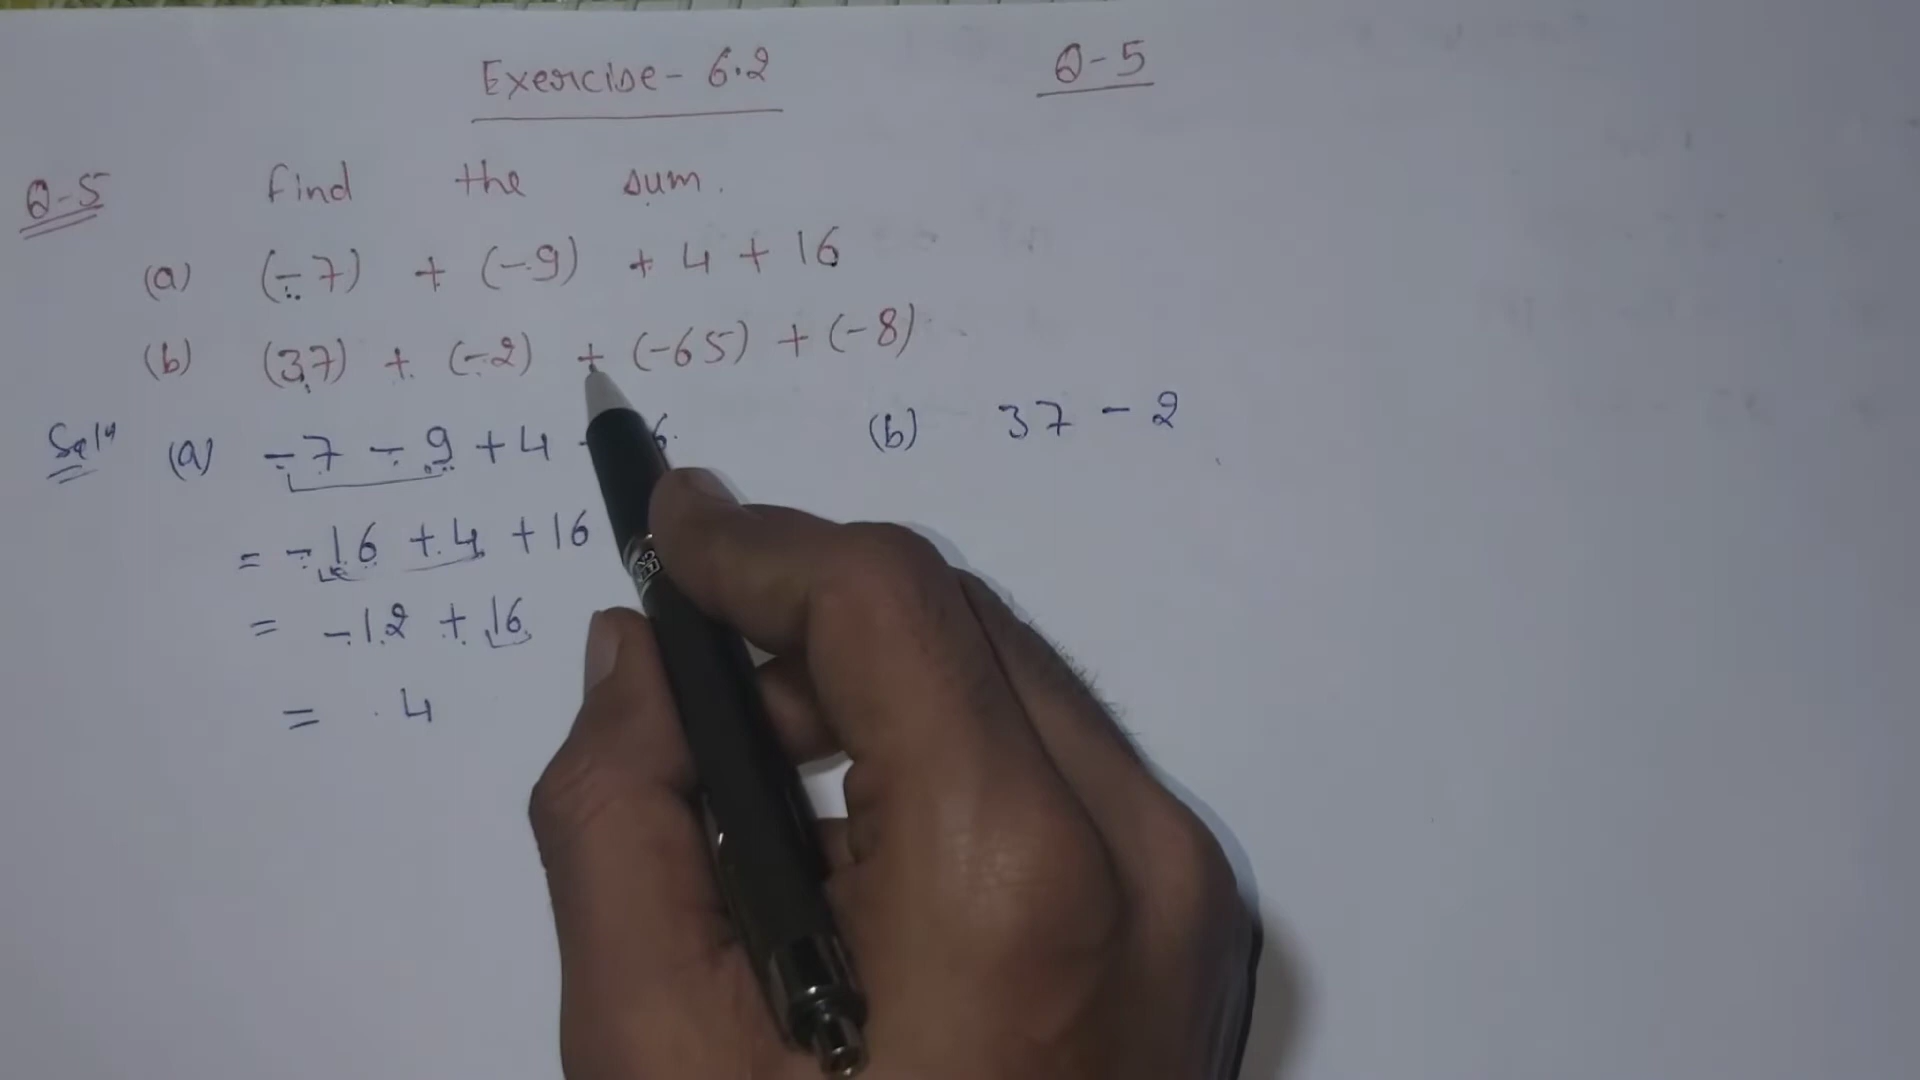 Exercise - 6.2
Q-5
Q-5 Find the sum.
(a) (-7) + (-9) + 4 + 16
(b) (37) + (-2) + (-65) + (-8)
Soln (a) -7 - 9 + 4 6
= -16 + 4 + 16
= -12 + 16
= 4
(b) 37 - 2